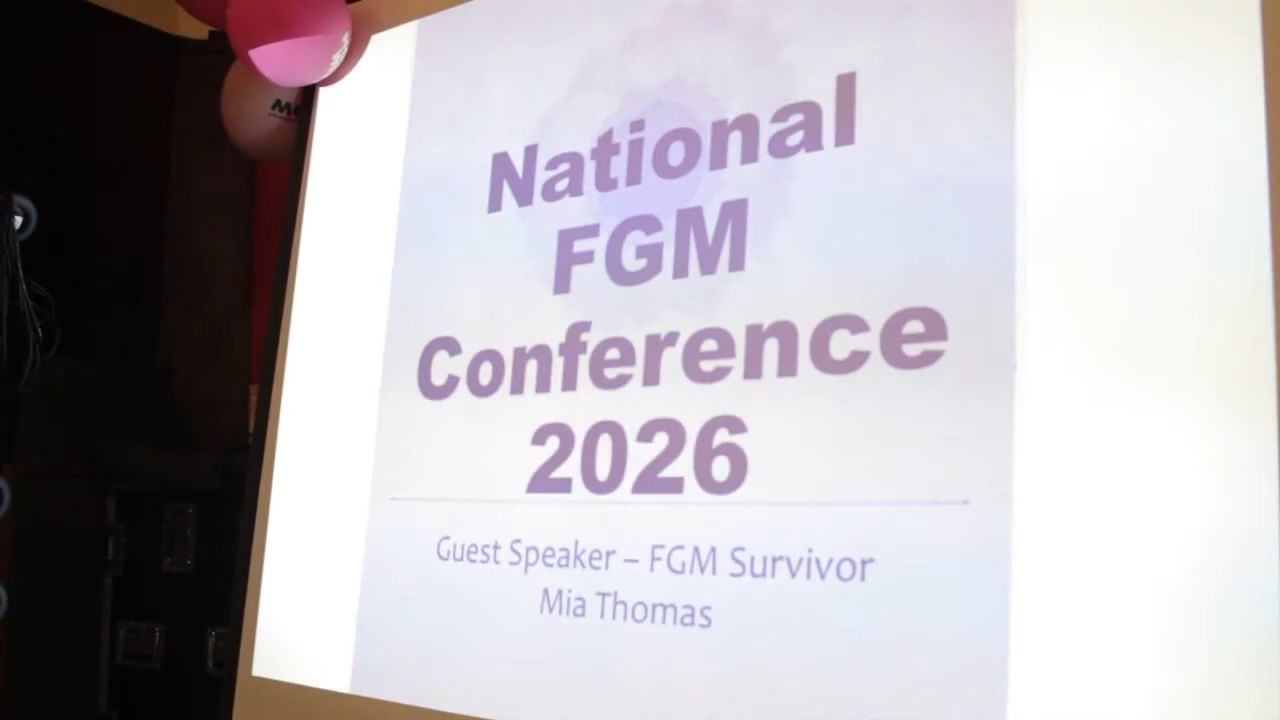 National
FGM
Conference
2026
Guest Speaker – FGM Survivor
Mia Thomas